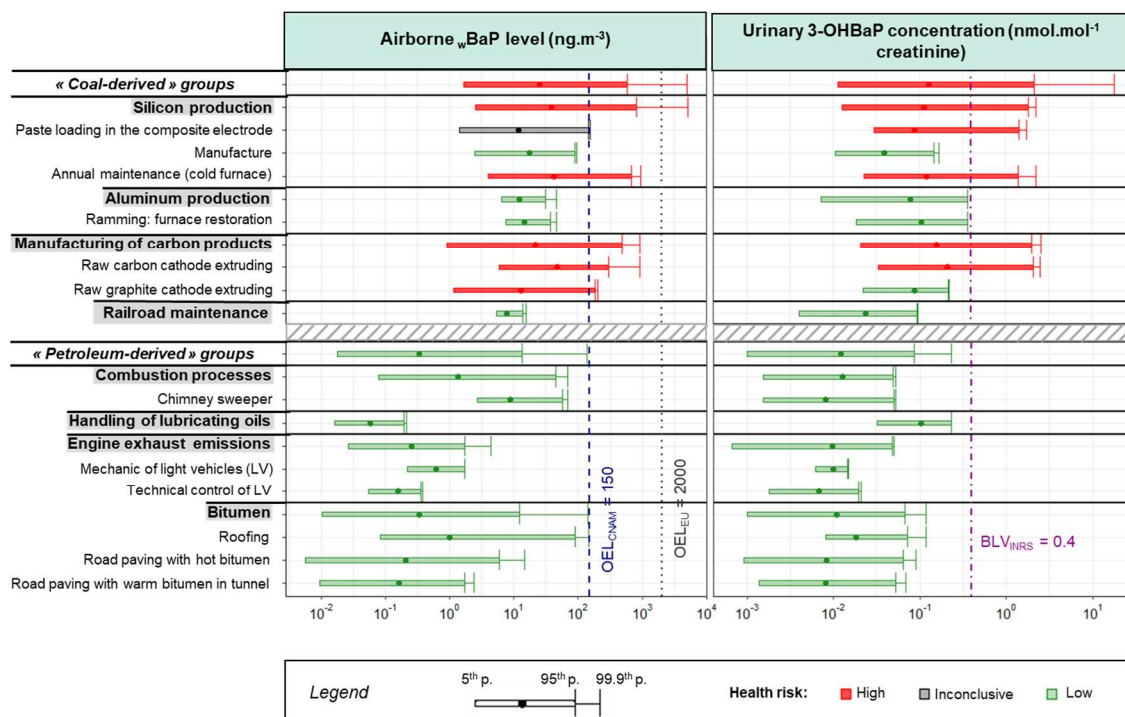 Airborne wBaP level (ng.m-3)
Urinary 3-OHBaP concentration (nmol.mol-1
creatinine)
« Coal-derived » groups
Silicon production
Paste loading in the composite electrode
Manufacture
Annual maintenance (cold furnace)
Aluminum production
Ramming: furnace restoration
Manufacturing of carbon products
Raw carbon cathode extruding
Raw graphite cathode extruding
Railroad maintenance
« Petroleum-derived » groups
Combustion processes
Chimney sweeper
Handling of lubricating oils
Engine exhaust emissions
Mechanic of light vehicles (LV)
Technical control of LV
Bitumen
Roofing
Road paving with hot bitumen
Road paving with warm bitumen in tunnel
OELCNAM = 150
OELEU = 2000
BLVINRS = 0.4
10-2 10-1 100 101 102 103 104
10-3 10-2 10-1 100 101
Legend
5th p. 95th p. 99.9th p.
Health risk: High Inconclusive Low